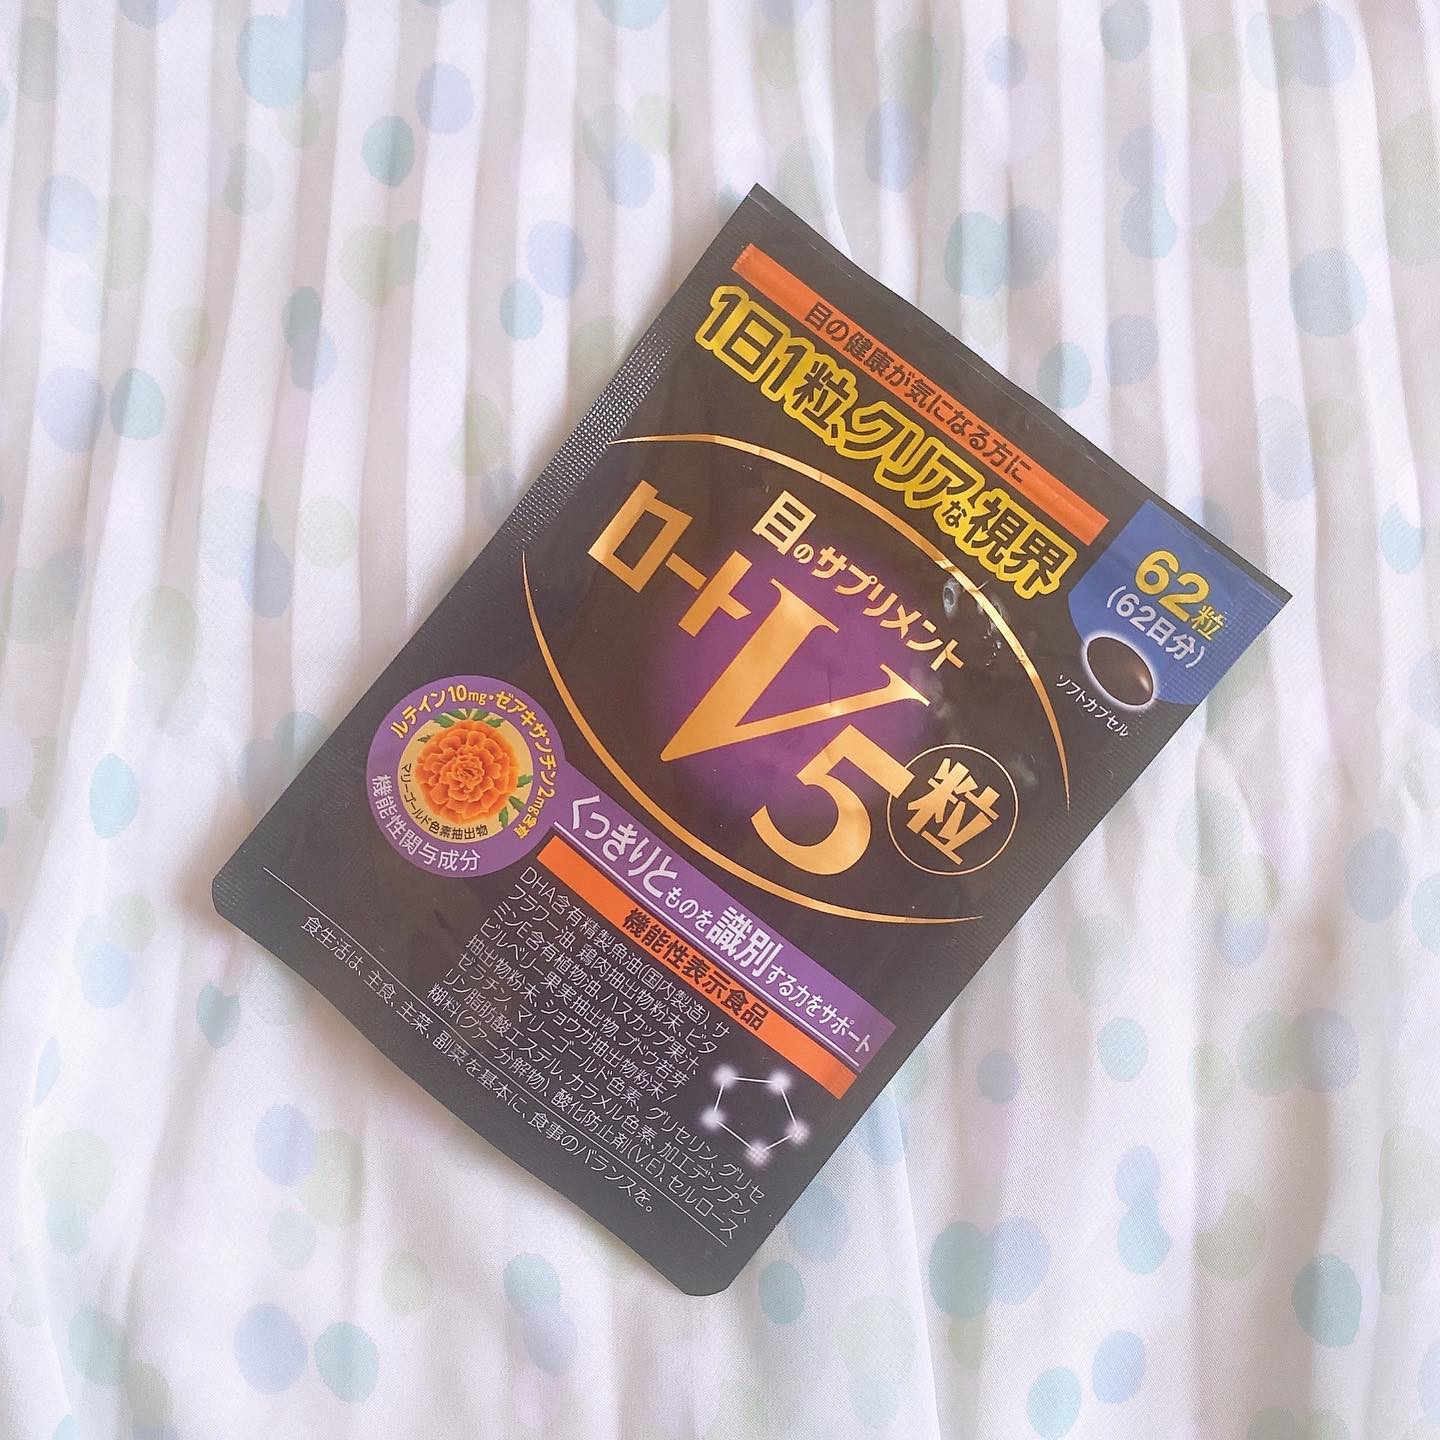 目の健康が気になる方に
1日1粒、クリアな視界
62粒
(62日分)
ソフトカプセル
目のサプリメント
ロートV5粒
ルテイン10mg・ゼアキサンチン2mg含有
マリーゴールド色素抽出物
機能性関与成分
くっきりとものを識別する力をサポート
機能性表示食品
DHA含有精製魚油(国内製造)、サ
フラワー油、鶏肉抽出物粉末、ビタ
ミンE含有植物油、ハスカップ果汁、
ビルベリー果実抽出物、ブドウ若芽
抽出物粉末、ショウガ抽出物粉末/
ゼラチン、マリーゴールド色素、グリセリン、グリセ
リン脂肪酸エステル、カラメル色素、加工デンプン、
糊料(グァー分解物)、酸化防止剤(V.E)、セルロース
食生活は、主食、主菜、副菜を基本に、食事のバランスを。